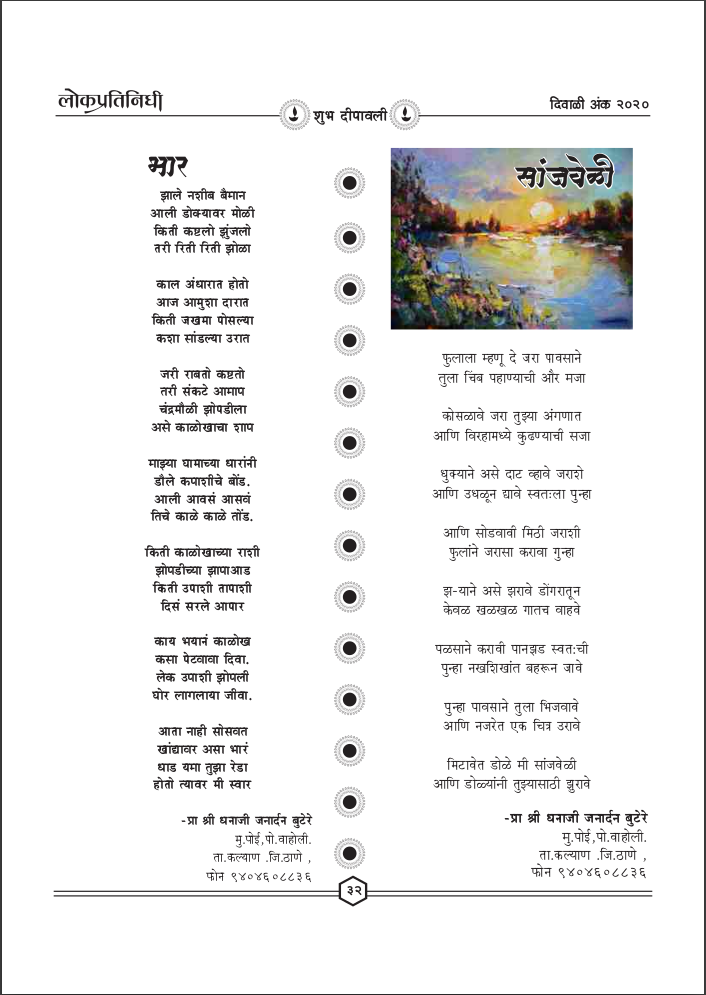 लोकप्रतिनिधी
शुभ दीपावली
दिवाळी अंक २०२०
भार
झाले नशीब बैमान
आली डोक्यावर मोळी
किती कष्टलो झुंजलो
तरी रिती रिती झोळा
काल अंधारात होतो
आज आमुशा दारात
किती जखमा पोसल्या
कशा सांडल्या उरात
जरी राबतो कष्टतो
तरी संकटे आमाप
चंद्रमौळी झोपडीला
असे काळोखाचा शाप
माझ्या घामाच्या धारांनी
डौले कपाशीचे बोंड.
आली आवसं आसवं
तिचे काळे काळे तोंड.
किती काळोखाच्या राशी
झोपडीच्या झापाआड
किती उपाशी तापाशी
दिसं सरले आपार
काय भयानं काळोख
कसा पेटवावा दिवा.
लेक उपाशी झोपली
घोर लागलाया जीवा.
आता नाही सोसवत
खांद्यावर असा भारं
धाड यमा तुझा रेडा
होतो त्यावर मी स्वार
-प्रा श्री धनाजी जनार्दन बुटेरे
मु.पोई,पो.वाहोली.
ता.कल्याण .जि.ठाणे ,
फोन ९४०४६०८८३६
सांजवेळी
फुलाला म्हणू दे जरा पावसाने
तुला चिंब पहाण्याची और मजा
कोसळावे जरा तुझ्या अंगणात
आणि विरहामध्ये कुढण्याची सजा
धुक्याने असे दाट व्हावे जराशे
आणि उधळून द्यावे स्वतःला पुन्हा
आणि सोडवावी मिठी जराशी
फुलांने जरासा करावा गुन्हा
झ-याने असे झरावे डोंगरातून
केवळ खळखळ गातच वाहवे
पळसाने करावी पानझड स्वतःची
पुन्हा नखशिखांत बहरून जावे
पुन्हा पावसाने तुला भिजवावे
आणि नजरेत एक चित्र उरावे
मिटावेत डोळे मी सांजवेळी
आणि डोळ्यांनी तुझ्यासाठी झुरावे
-प्रा श्री धनाजी जनार्दन बुटेरे
मु.पोई,पो.वाहोली.
ता.कल्याण .जि.ठाणे ,
फोन ९४०४६०८८३६
३२